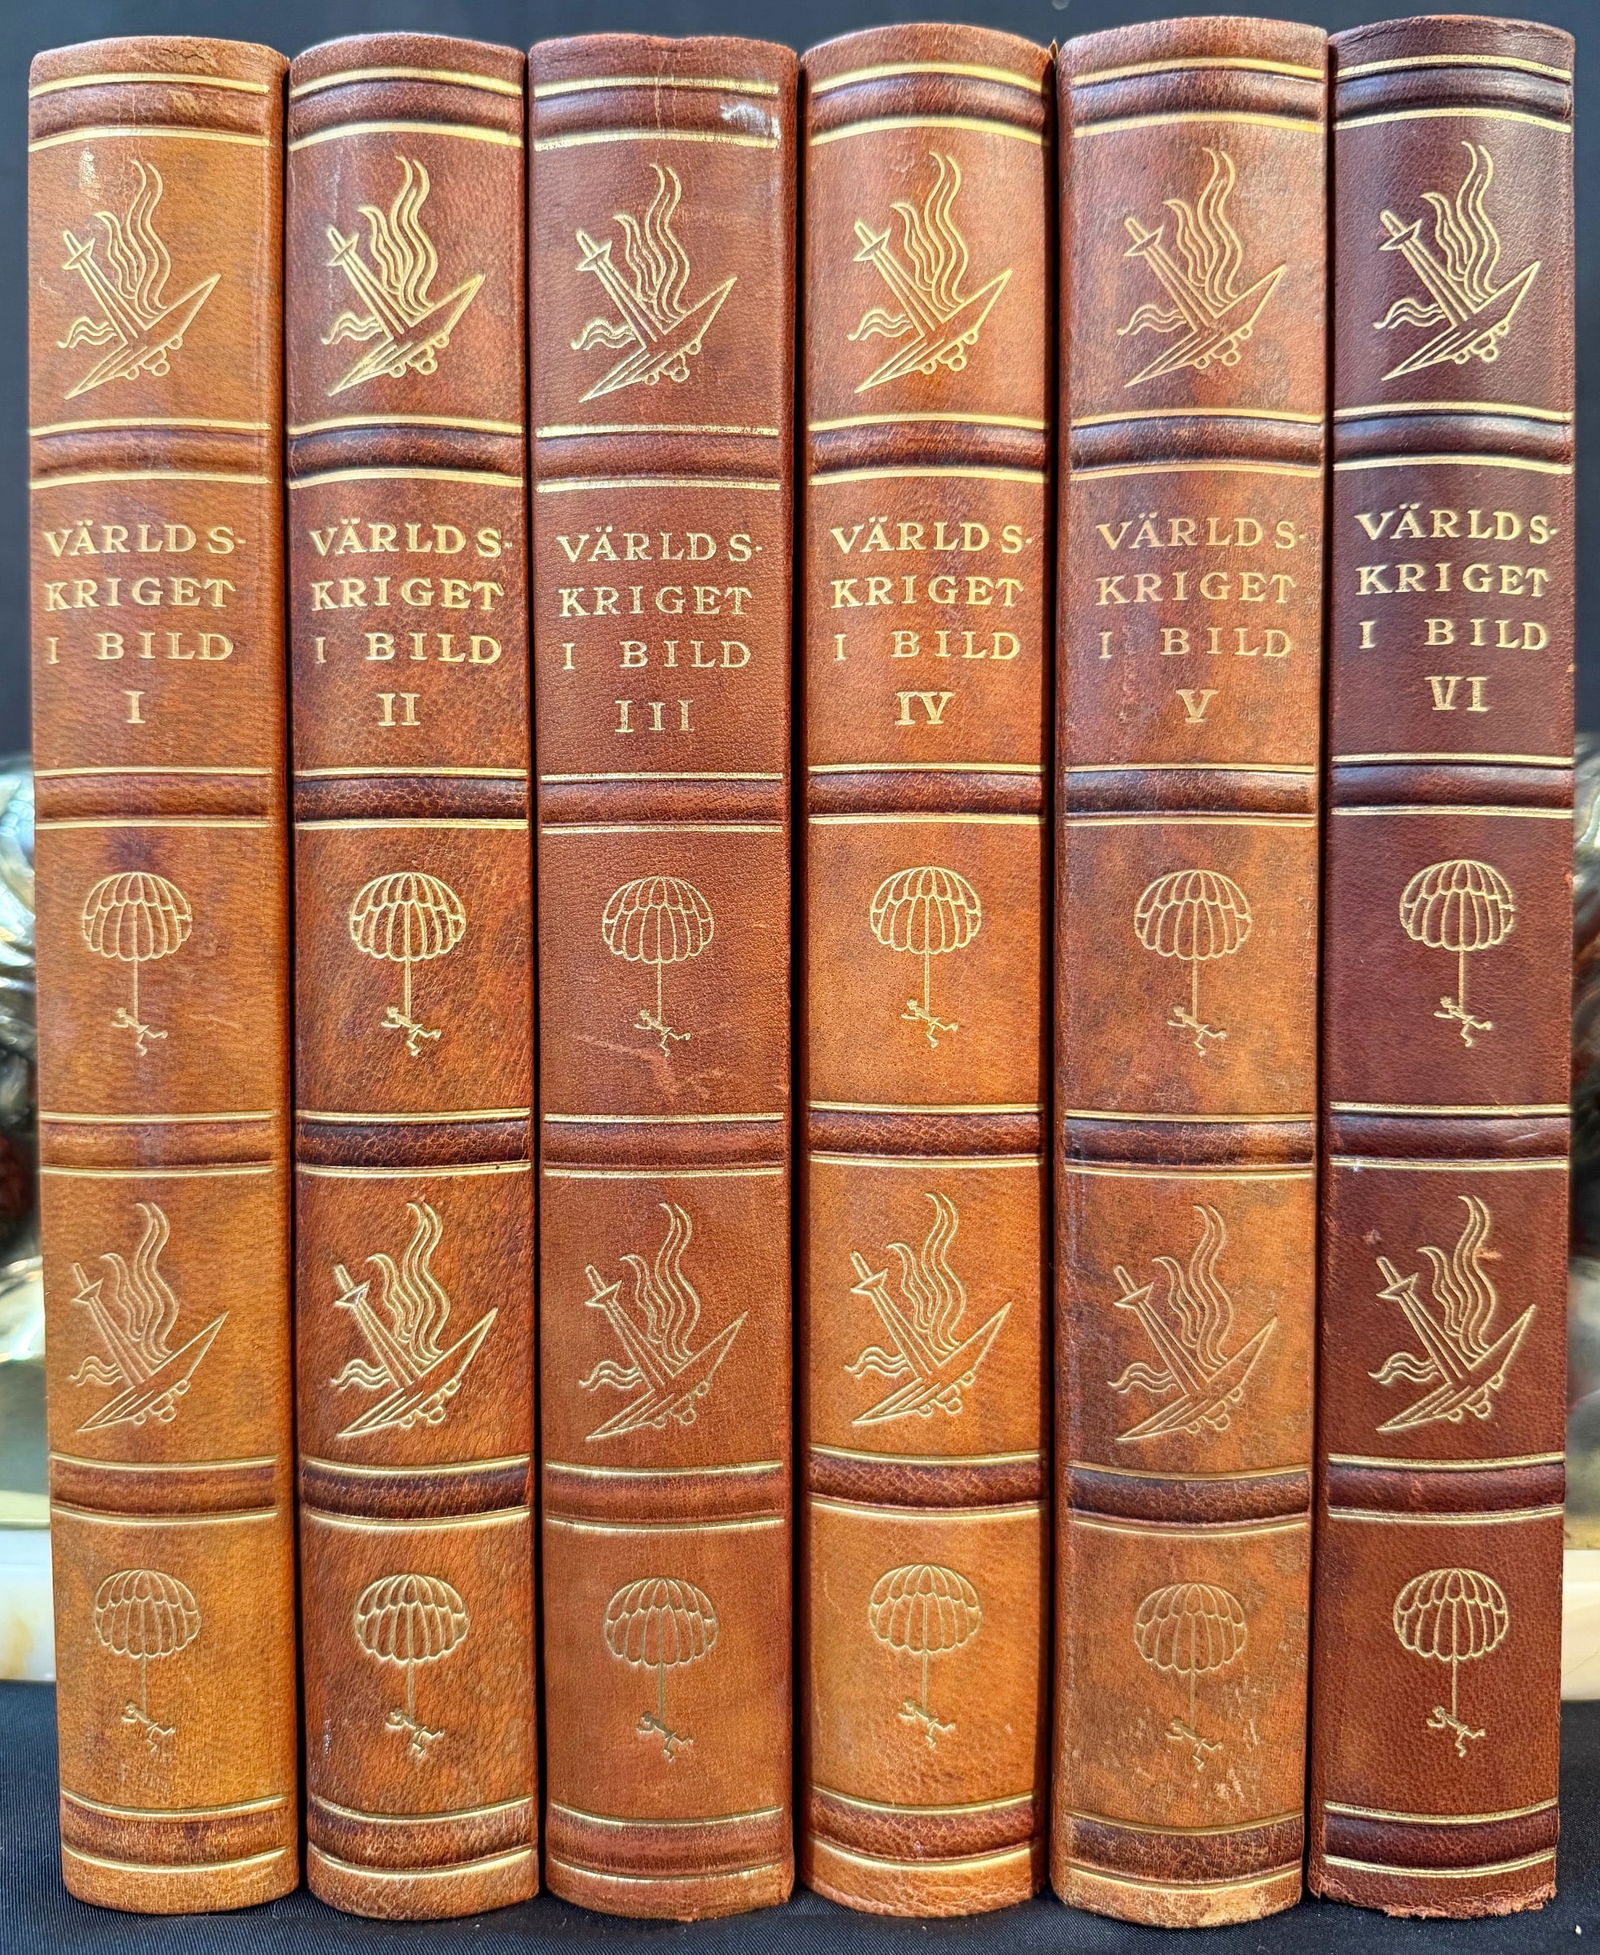 VÄRLDS-
KRIGET
I BILD
I
VÄRLDS-
KRIGET
I BILD
II
VÄRLDS-
KRIGET
I BILD
III
VÄRLDS-
KRIGET
I BILD
IV
VÄRLDS-
KRIGET
I BILD
V
VÄRLDS-
KRIGET
I BILD
VI